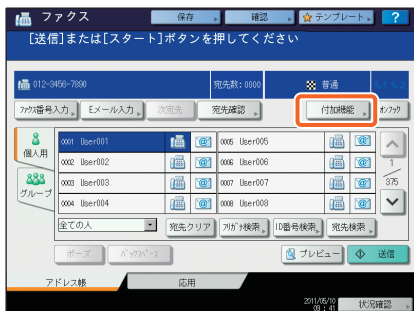 ファクス 保存 確認 テンプレート ?
[送信]または[スタート]ボタンを押してください
012-3456-7890 宛先数: 0000 普通
ﾌｧｸｽ番号入力 Eメール入力 次宛先 宛先確認 付加機能 ｵﾝﾌｯｸ
個人用
グループ
0001 User001 @ 0005 User005 @
0002 User002 @ 0006 User006 @
0003 User003 @ 0007 User007 @
0004 User004 @ 0008 User008 @
1
375
全ての人 宛先クリア ﾌﾘｶﾞﾅ検索 ID番号検索 宛先検索
ポーズ ﾊﾞｯｸｽﾍﾟｰｽ プレビュー 送信
アドレス帳 応用
2011/05/10
09 : 41 状況確認